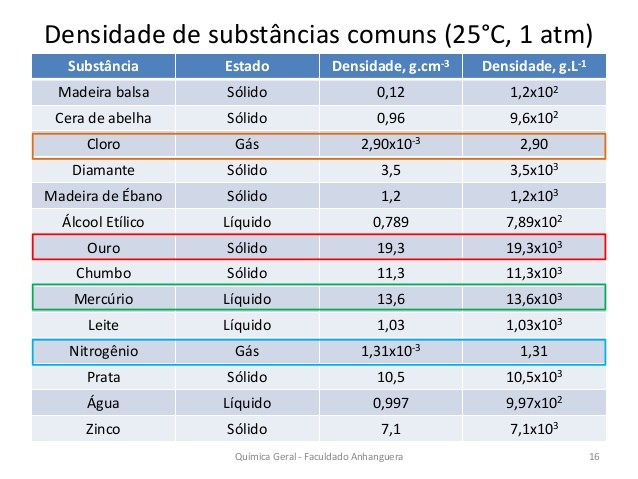 Densidade de substâncias comuns (25°C, 1 atm)
Substância Estado Densidade, g.cm⁻³ Densidade, g.L⁻¹
Madeira balsa Sólido 0,12 1,2x10²
Cera de abelha Sólido 0,96 9,6x10²
Cloro Gás 2,90x10⁻³ 2,90
Diamante Sólido 3,5 3,5x10³
Madeira de Ébano Sólido 1,2 1,2x10³
Álcool Etílico Líquido 0,789 7,89x10²
Ouro Sólido 19,3 19,3x10³
Chumbo Sólido 11,3 11,3x10³
Mercúrio Líquido 13,6 13,6x10³
Leite Líquido 1,03 1,03x10³
Nitrogênio Gás 1,31x10⁻³ 1,31
Prata Sólido 10,5 10,5x10³
Água Líquido 0,997 9,97x10²
Zinco Sólido 7,1 7,1x10³
Química Geral - Faculdado Anhanguera 16